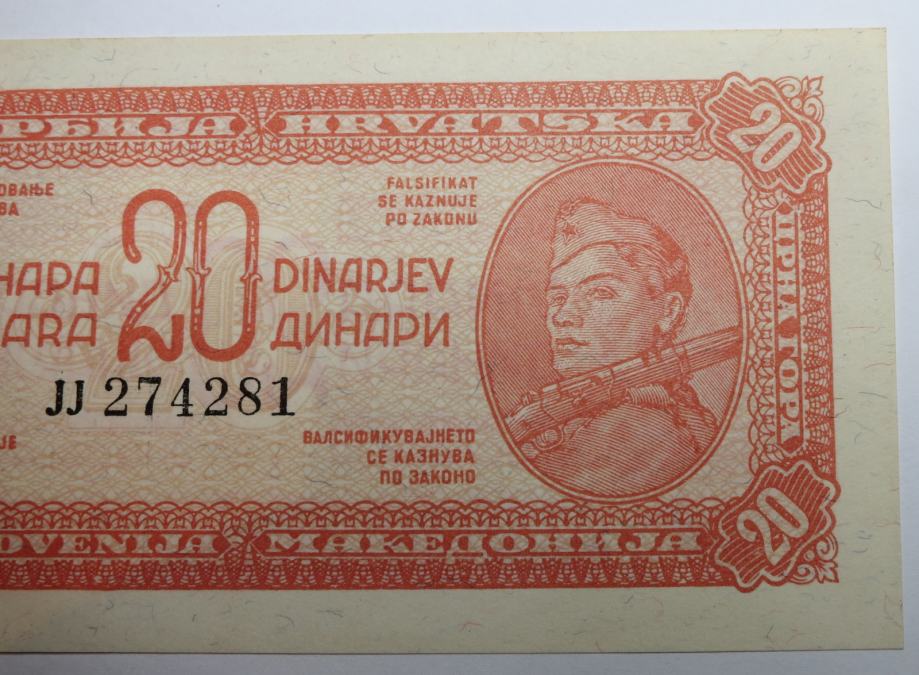 РБИЈА HRVATSKA 20
ОВАЊЕ
ВА
FALSIFIKAT
SE KAZNUJE
PO ZAKONU
НАРА 20 DINARJEV
ARA ДИНАРИ
JJ 274281
ЈЕ
ВАЛСИФИКУВАЈНЕТО
СЕ КАЗНУВА
ПО ЗАКОНО
ЦРНА ГОРА
OVENIJA МАКЕДОНИЈА 20